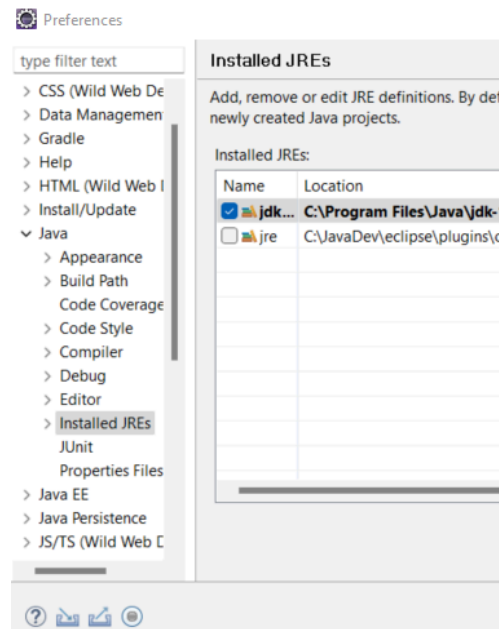 Preferences
type filter text
CSS (Wild Web De
Data Managemen
Gradle
Help
HTML (Wild Web
Install/Update
Java
Appearance
Build Path
Code Coverage
Code Style
Compiler
Debug
Editor
Installed JREs
JUnit
Properties Files
Java EE
Java Persistence
JS/TS (Wild Web
Installed JREs
Add, remove or edit JRE definitions. By def
newly created Java projects.
Installed JREs:
Name Location
jdk... C:\Program Files\Java\jdk-
jre C:\JavaDev\eclipse\plugins\